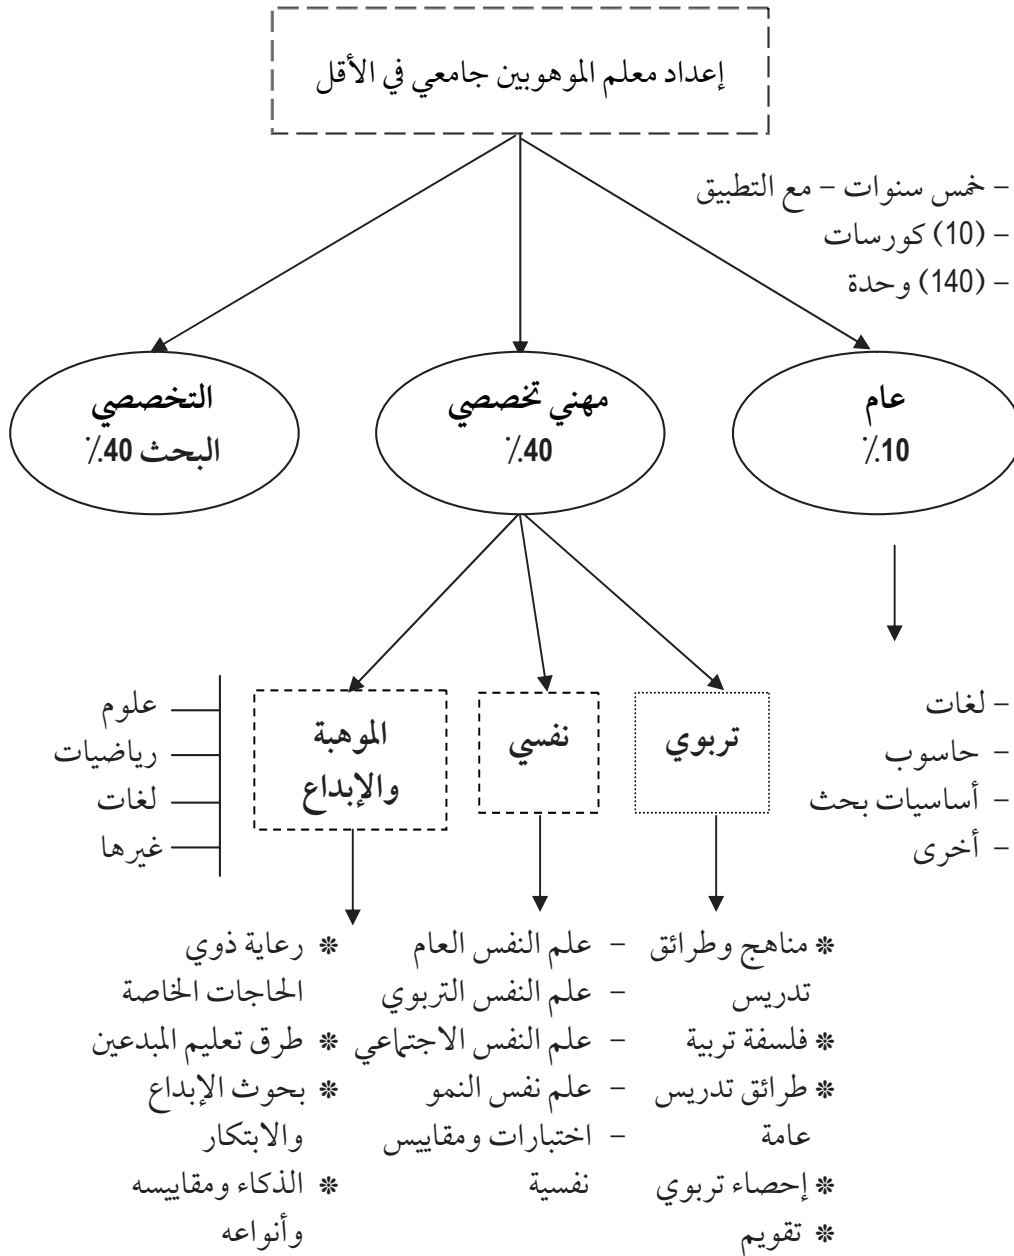 إعداد معلم الموهوبين جامعي في الأقل
– خمس سنوات – مع التطبيق
– (10) كورسات
– (140) وحدة
عام
10٪
مهني تخصصي
40٪
التخصصي
البحث 40٪
– لغات
– حاسوب
– أساسيات بحث
– أخرى
تربوي
نفسي
الموهبة
والإبداع
علوم
رياضيات
لغات
غيرها
* مناهج وطرائق
تدريس
* فلسفة تربية
* طرائق تدريس
عامة
* إحصاء تربوي
* تقويم
– علم النفس العام
– علم النفس التربوي
– علم النفس الاجتماعي
– علم نفس النمو
– اختبارات ومقاييس
نفسية
* رعاية ذوي
الحاجات الخاصة
* طرق تعليم المبدعين
* بحوث الإبداع
والابتكار
* الذكاء ومقاييسه
وأنواعه